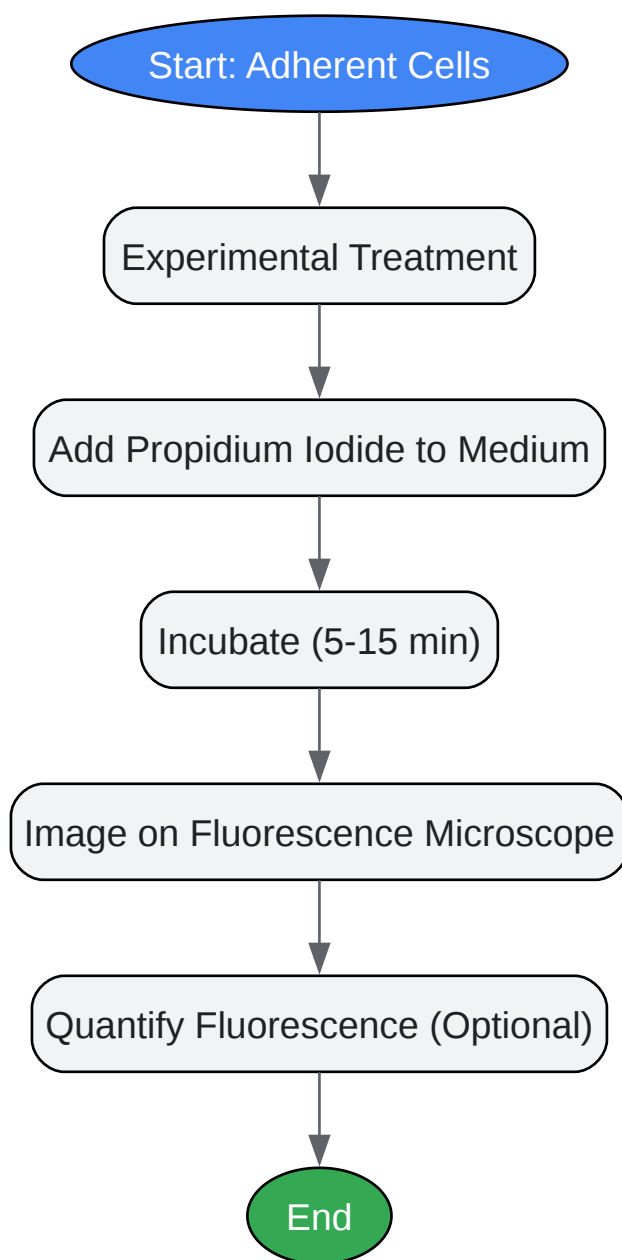 Start: Adherent Cells
Experimental Treatment
Add Propidium Iodide to Medium
Incubate (5-15 min)
Image on Fluorescence Microscope
Quantify Fluorescence (Optional)
End